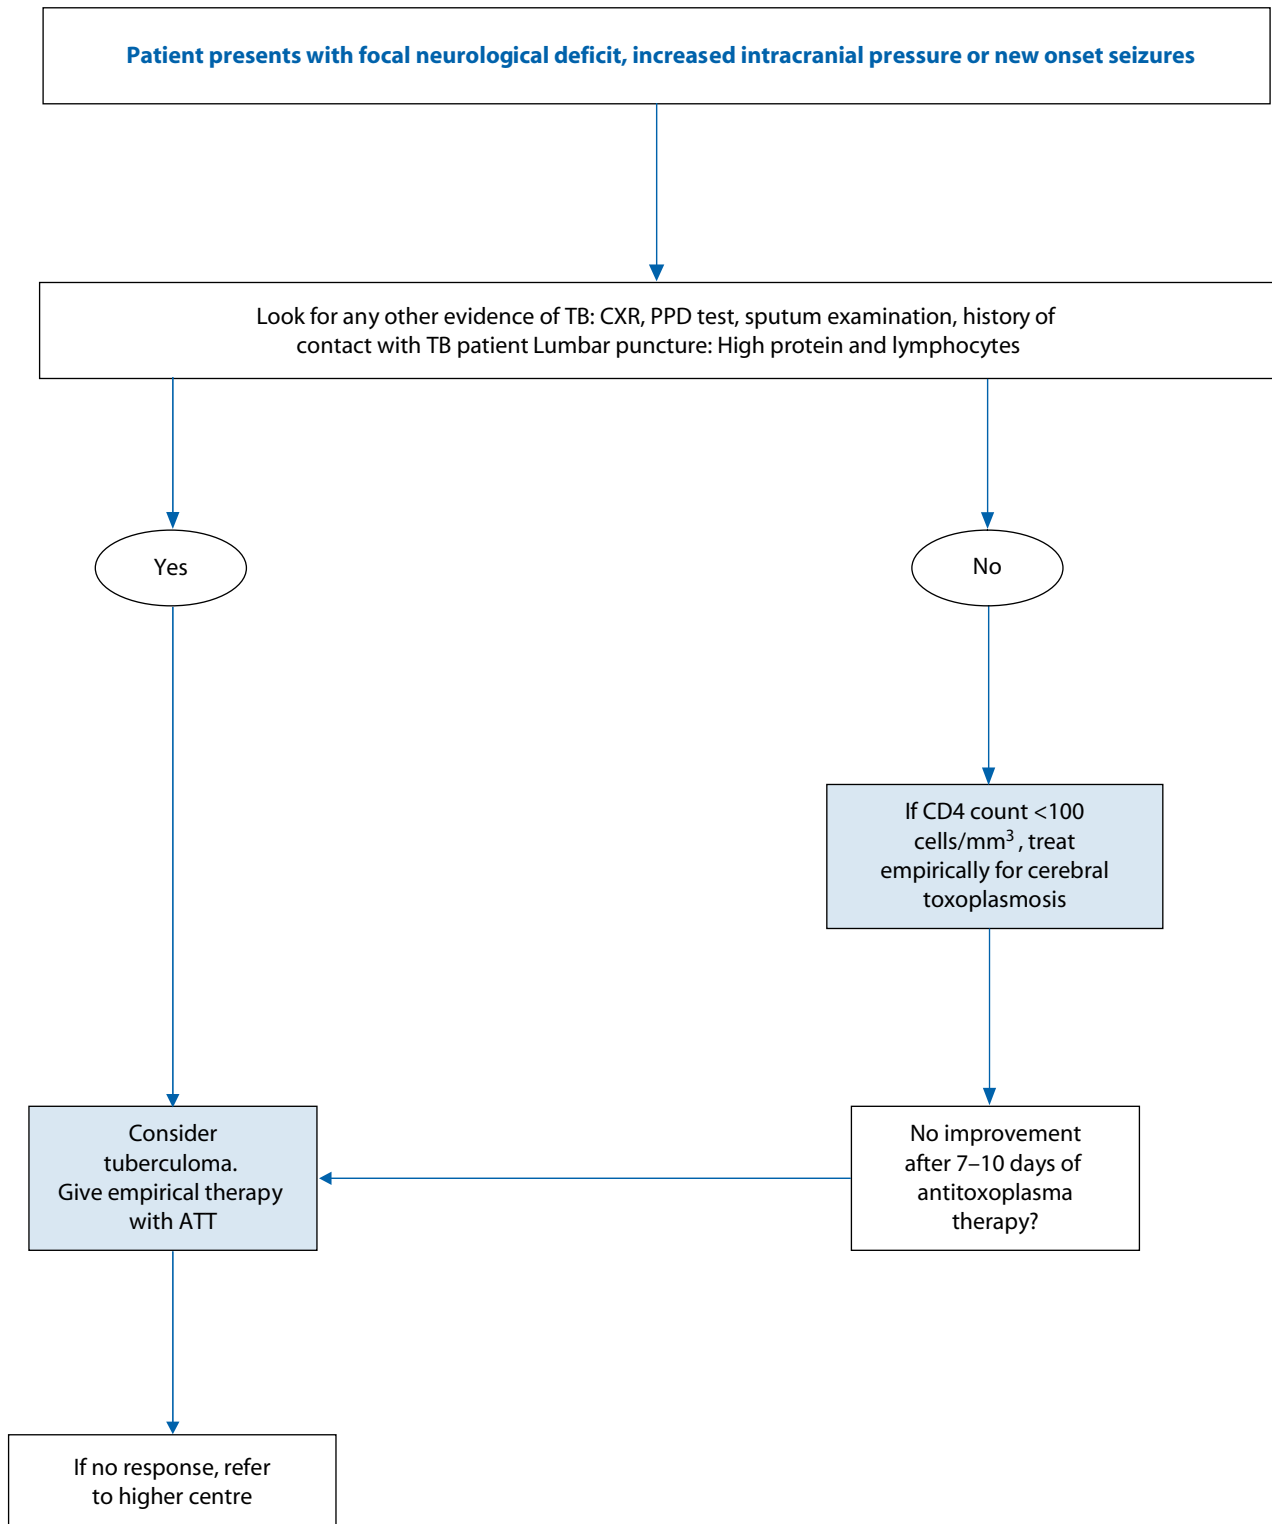 Patient presents with focal neurological deficit, increased intracranial pressure or new onset seizures
Look for any other evidence of TB: CXR, PPD test, sputum examination, history of
contact with TB patient Lumbar puncture: High protein and lymphocytes
Yes
No
If CD4 count <100
cells/mm³ , treat
empirically for cerebral
toxoplasmosis
Consider
tuberculoma.
Give empirical therapy
with ATT
No improvement
after 7–10 days of
antitoxoplasma
therapy?
If no response, refer
to higher centre